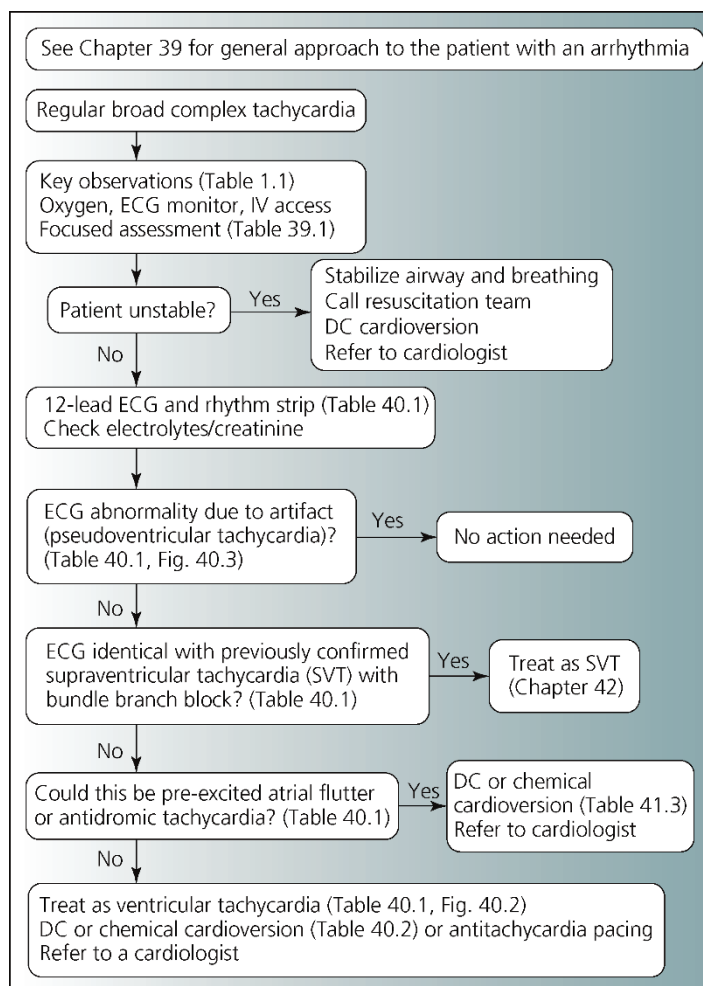 See Chapter 39 for general approach to the patient with an arrhythmia
Regular broad complex tachycardia
Key observations (Table 1.1)
Oxygen, ECG monitor, IV access
Focused assessment (Table 39.1)
Patient unstable?
Yes
Stabilize airway and breathing
Call resuscitation team
DC cardioversion
Refer to cardiologist
No
12-lead ECG and rhythm strip (Table 40.1)
Check electrolytes/creatinine
ECG abnormality due to artifact
(pseudoventricular tachycardia)?
(Table 40.1, Fig. 40.3)
Yes
No action needed
No
ECG identical with previously confirmed
supraventricular tachycardia (SVT) with
bundle branch block? (Table 40.1)
Yes
Treat as SVT
(Chapter 42)
No
Could this be pre-excited atrial flutter
or antidromic tachycardia? (Table 40.1)
Yes
DC or chemical
cardioversion (Table 41.3)
Refer to cardiologist
No
Treat as ventricular tachycardia (Table 40.1, Fig. 40.2)
DC or chemical cardioversion (Table 40.2) or antitachycardia pacing
Refer to a cardiologist